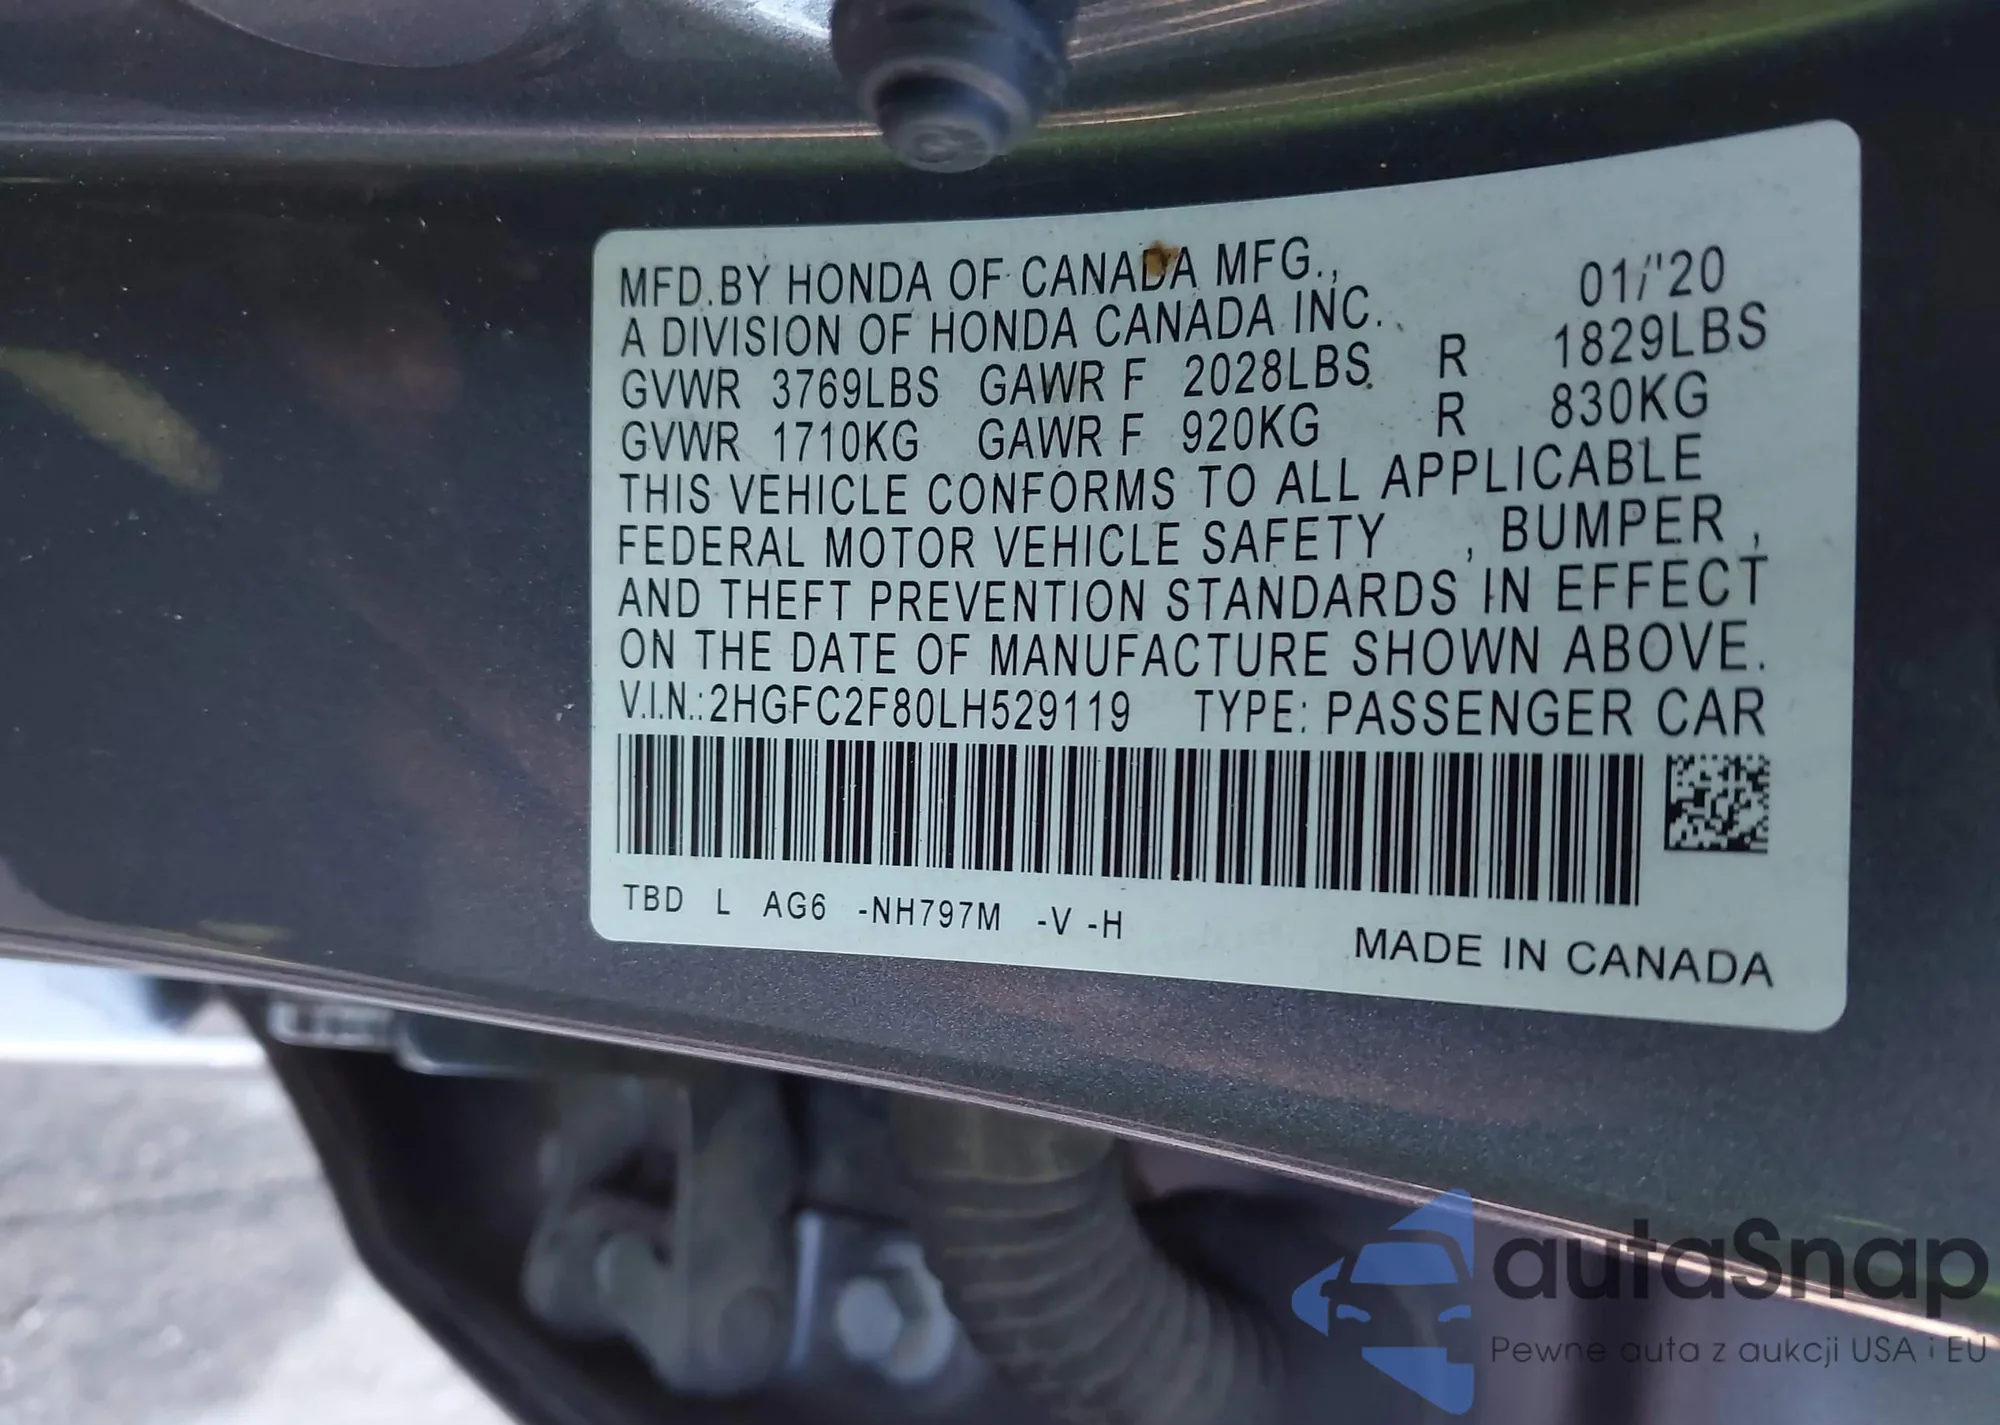 MFD.BY HONDA OF CANADA MFG., 01/'20
A DIVISION OF HONDA CANADA INC.
GVWR 3769LBS GAWR F 2028LBS R 1829LBS
GVWR 1710KG GAWR F 920KG R 830KG
THIS VEHICLE CONFORMS TO ALL APPLICABLE
FEDERAL MOTOR VEHICLE SAFETY , BUMPER ,
AND THEFT PREVENTION STANDARDS IN EFFECT
ON THE DATE OF MANUFACTURE SHOWN ABOVE.
V.I.N.:2HGFC2F80LH529119 TYPE: PASSENGER CAR
TBD L AG6 -NH797M -V -H
MADE IN CANADA
autaSnap
Pewne auta z aukcji USA i EU